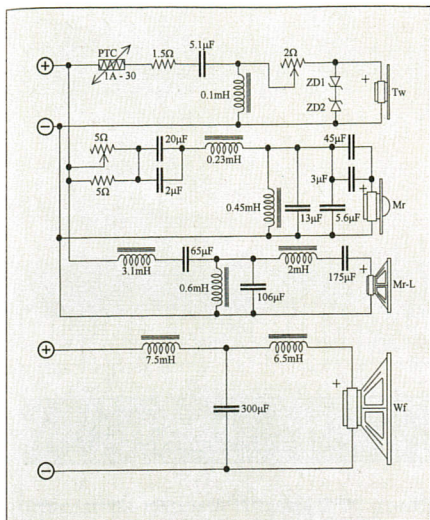 PTC
1A - 30
1.5Ω
5.1µF
2Ω
0.1mH
ZD1
ZD2
+
Tw
5Ω
5Ω
20µF
2µF
0.23mH
0.45mH
13µF
45µF
3µF
5.6µF
+
Mr
3.1mH
65µF
0.6mH
106µF
2mH
175µF
+
Mr-L
7.5mH
6.5mH
300µF
+
Wf